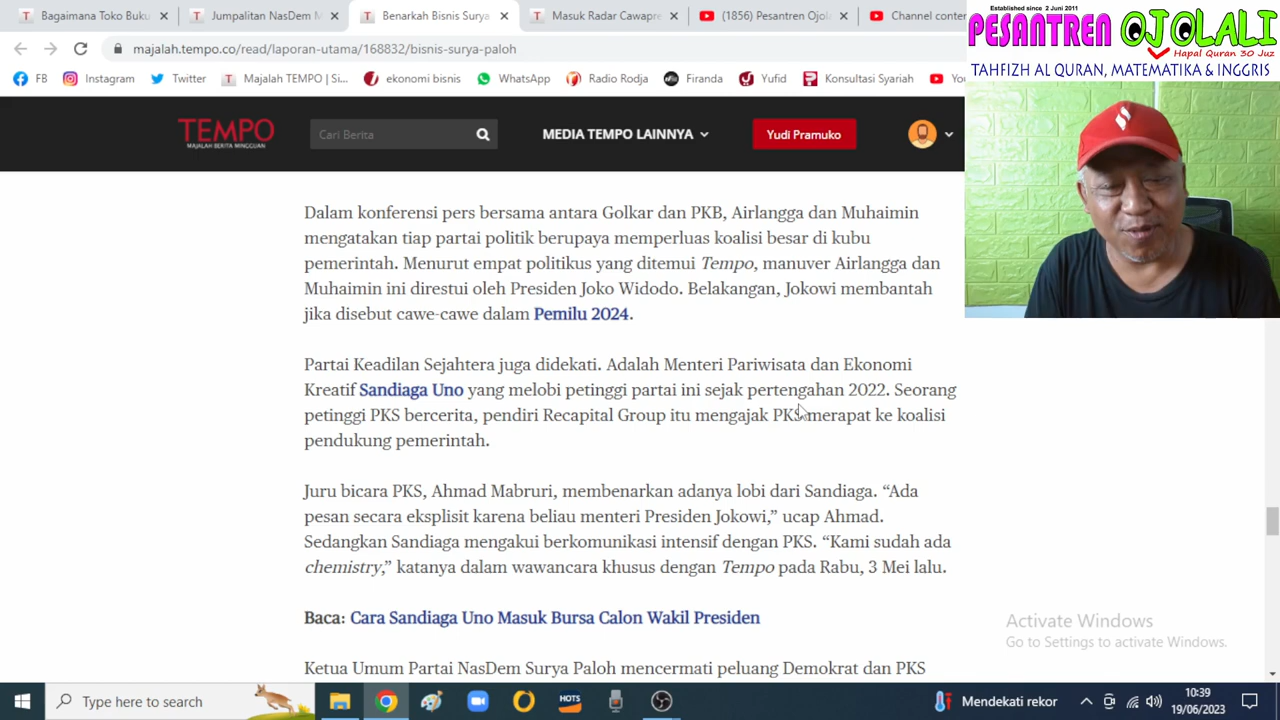 Bagaimana Toko Buku
Jumpalitan NasDem M
Benarkah Bisnis Surya
Masuk Radar Cawapre
(1856) Pesantren Ojol
Channel conten
majalah.tempo.co/read/laporan-utama/168832/bisnis-surya-paloh
FB
Instagram
Twitter
Majalah TEMPO | Si...
ekonomi bisnis
WhatsApp
Radio Rodja
Firanda
Yufid
Konsultasi Syariah
Established since 2 Juni 2011
PESANTREN OJOLALI
Hapal Quran 30 Juz
TAHFIZH AL QURAN, MATEMATIKA & INGGRIS
TEMPO
MAJALAH BERITA MINGGUAN
Cari Berita
MEDIA TEMPO LAINNYA
Yudi Pramuko
Dalam konferensi pers bersama antara Golkar dan PKB, Airlangga dan Muhaimin
mengatakan tiap partai politik berupaya memperluas koalisi besar di kubu
pemerintah. Menurut empat politikus yang ditemui Tempo, manuver Airlangga dan
Muhaimin ini direstui oleh Presiden Joko Widodo. Belakangan, Jokowi membantah
jika disebut cawe-cawe dalam Pemilu 2024.
Partai Keadilan Sejahtera juga didekati. Adalah Menteri Pariwisata dan Ekonomi
Kreatif Sandiaga Uno yang melobi petinggi partai ini sejak pertengahan 2022. Seorang
petinggi PKS bercerita, pendiri Recapital Group itu mengajak PKS merapat ke koalisi
pendukung pemerintah.
Juru bicara PKS, Ahmad Mabruri, membenarkan adanya lobi dari Sandiaga. “Ada
pesan secara eksplisit karena beliau menteri Presiden Jokowi,” ucap Ahmad.
Sedangkan Sandiaga mengakui berkomunikasi intensif dengan PKS. “Kami sudah ada
chemistry,” katanya dalam wawancara khusus dengan Tempo pada Rabu, 3 Mei lalu.
Baca: Cara Sandiaga Uno Masuk Bursa Calon Wakil Presiden
Ketua Umum Partai NasDem Surya Paloh mencermati peluang Demokrat dan PKS
Activate Windows
Go to Settings to activate Windows.
Type here to search
HOTS
Mendekati rekor
10:39
19/06/2023